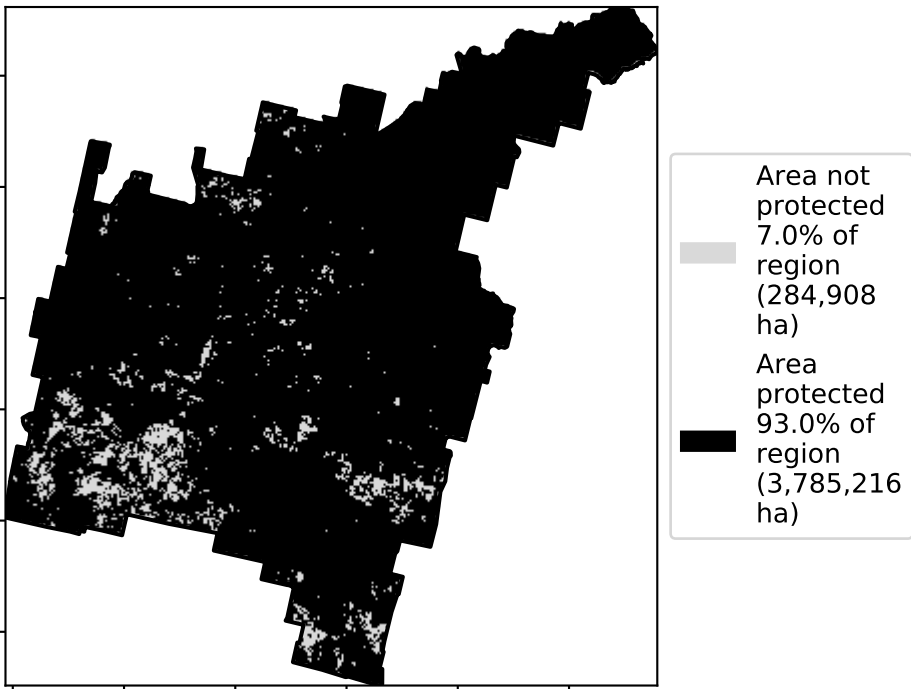 Area not
protected
7.0% of
region
(284,908
ha)
Area
protected
93.0% of
region
(3,785,216
ha)